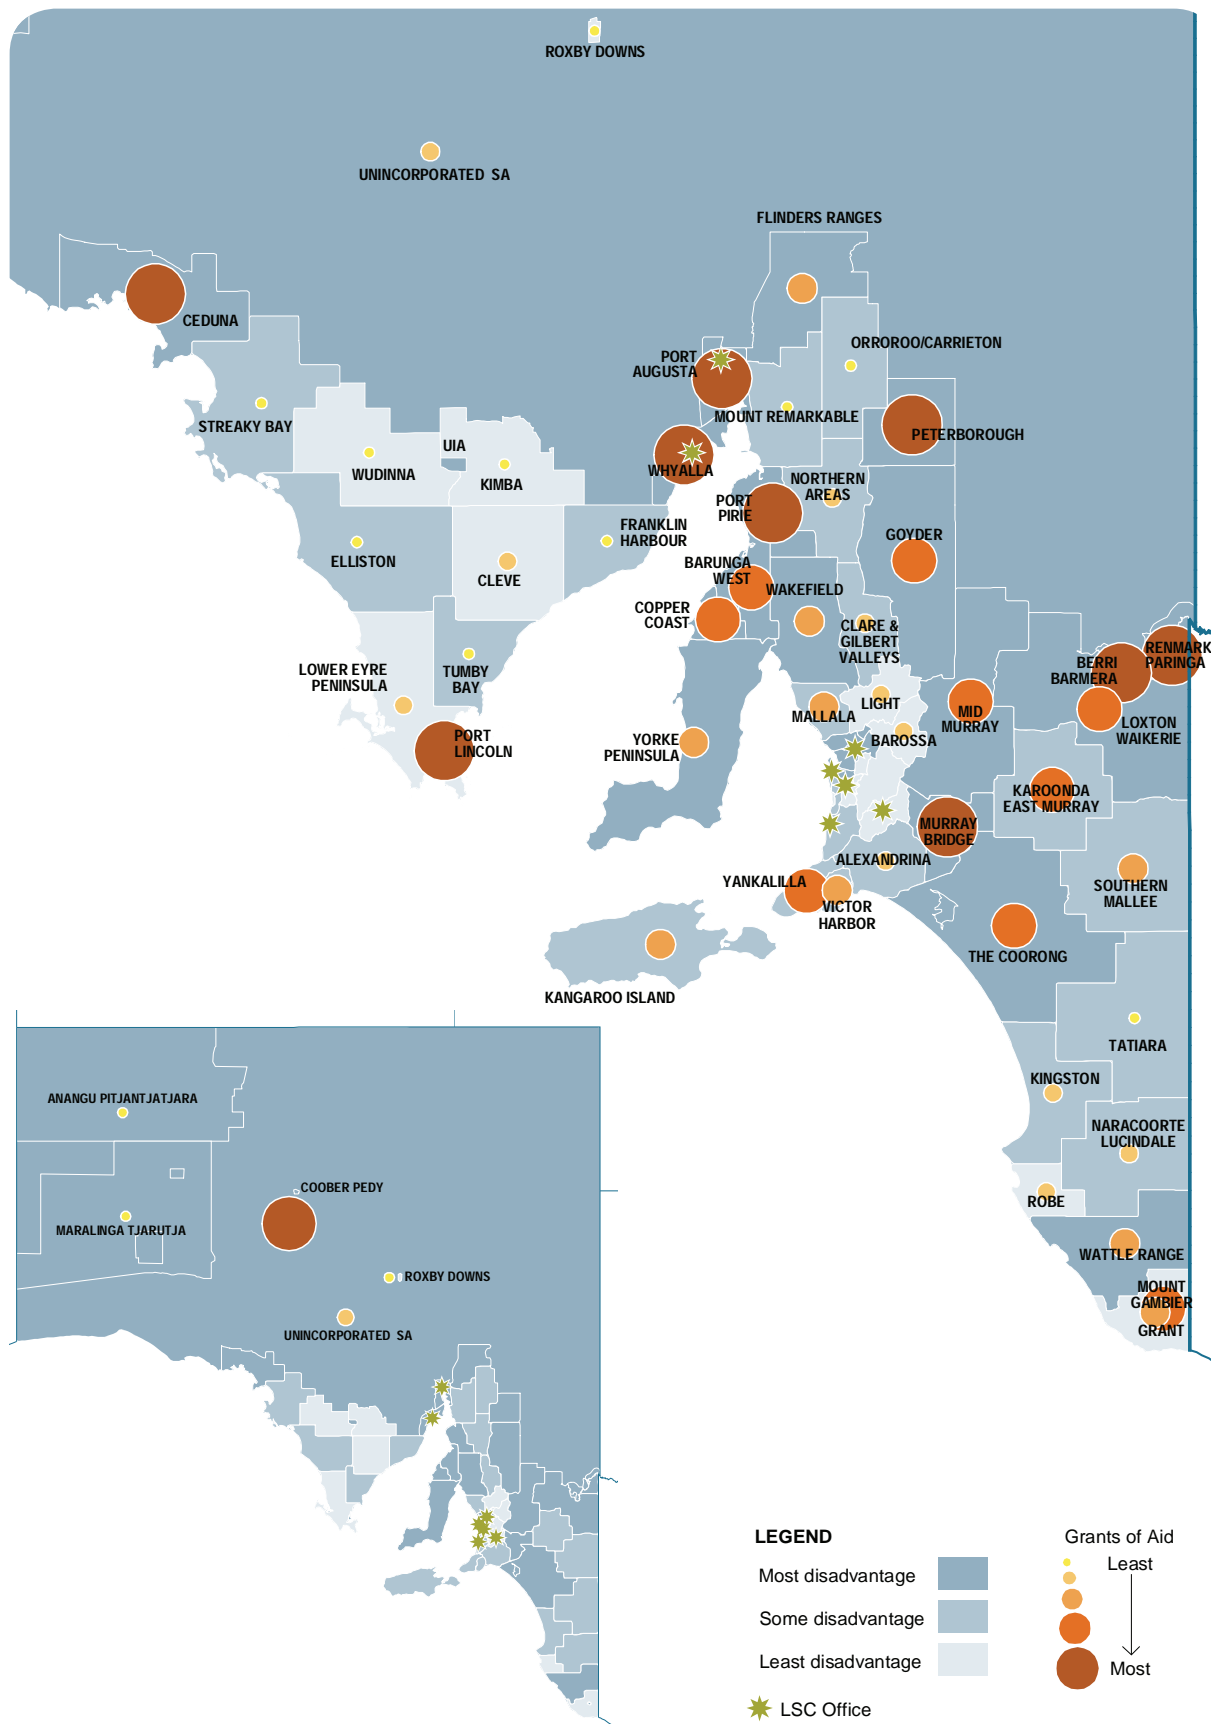 ROXBY DOWNS
UNINCORPORATED SA
FLINDERS RANGES
CEDUNA
PORT
AUGUSTA
ORROROO/CARRIETON
STREAKY BAY
MOUNT REMARKABLE
PETERBOROUGH
UIA
WUDINNA
KIMBA
WHYALLA
NORTHERN
AREAS
PORT
PIRIE
FRANKLIN
HARBOUR
GOYDER
ELLISTON
CLEVE
BARUNGA
WEST
WAKEFIELD
COPPER
COAST
CLARE &
GILBERT
VALLEYS
RENMARK
PARINGA
BERRI
BARMERA
LOWER EYRE
PENINSULA
TUMBY
BAY
LIGHT
MALLALA
MID
MURRAY
LOXTON
WAIKERIE
PORT
LINCOLN
YORKE
PENINSULA
BAROSSA
KAROONDA
EAST MURRAY
MURRAY
BRIDGE
ALEXANDRINA
YANKALILLA
SOUTHERN
MALLEE
VICTOR
HARBOR
THE COORONG
KANGAROO ISLAND
TATIARA
KINGSTON
ANANGU PITJANTJATJARA
NARACOORTE
LUCINDALE
COOBER PEDY
ROBE
MARALINGA TJARUTJA
WATTLE RANGE
ROXBY DOWNS
MOUNT
GAMBIER
GRANT
UNINCORPORATED SA
LEGEND
Most disadvantage
Some disadvantage
Least disadvantage
LSC Office
Grants of Aid
Least
Most